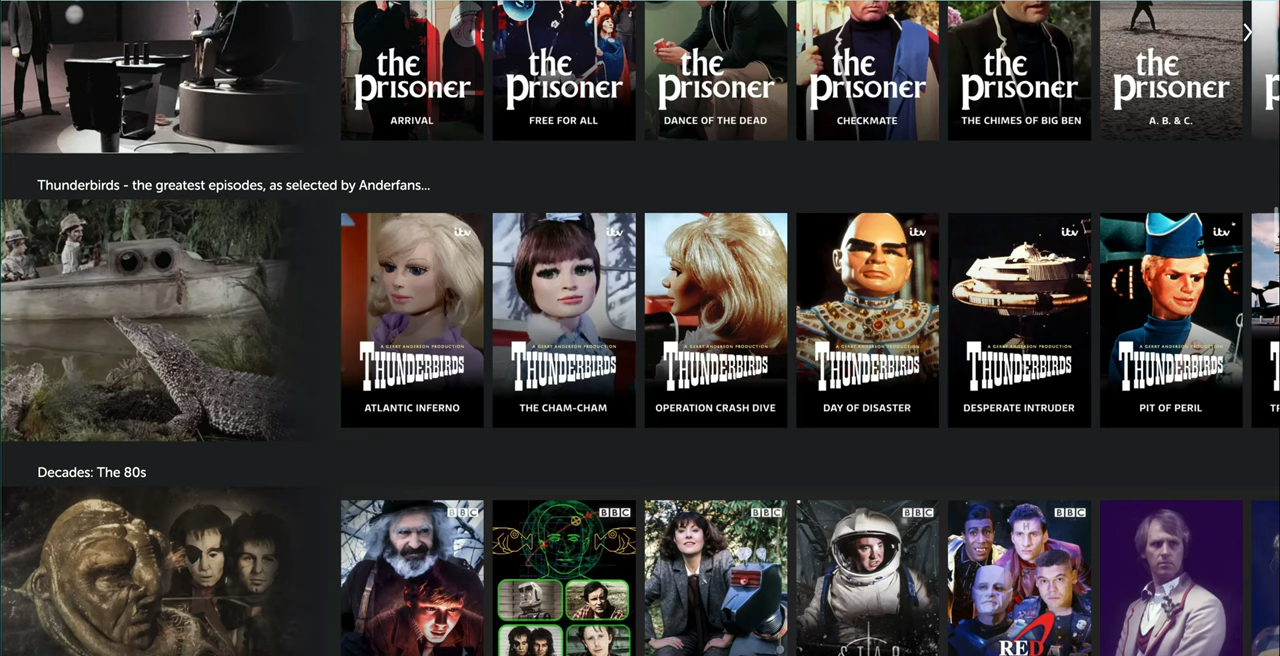 the
prisoner
ARRIVAL
the
prisoner
FREE FOR ALL
the
prisoner
DANCE OF THE DEAD
the
prisoner
CHECKMATE
the
prisoner
THE CHIMES OF BIG BEN
the
prisoner
A. B. & C.
Thunderbirds - the greatest episodes, as selected by Anderfans...
itv
A GERRY ANDERSON PRODUCTION
THUNDERBIRDS
ATLANTIC INFERNO
itv
A GERRY ANDERSON PRODUCTION
THUNDERBIRDS
THE CHAM-CHAM
itv
A GERRY ANDERSON PRODUCTION
THUNDERBIRDS
OPERATION CRASH DIVE
itv
A GERRY ANDERSON PRODUCTION
THUNDERBIRDS
DAY OF DISASTER
itv
A GERRY ANDERSON PRODUCTION
THUNDERBIRDS
DESPERATE INTRUDER
itv
A GERRY ANDERSON PRODUCTION
THUNDERBIRDS
PIT OF PERIL
Decades: The 80s
BBC
BBC
BBC
BBC
STAR
BBC
RED